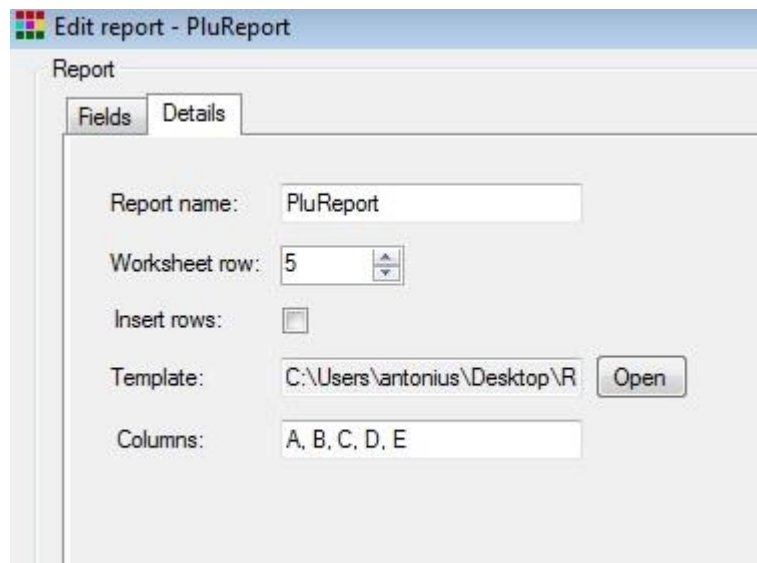 Edit report - PluReport
Report
Fields Details
Report name: PluReport
Worksheet row: 5
Insert rows:
Template: C:\Users\antonius\Desktop\R Open
Columns: A, B, C, D, E